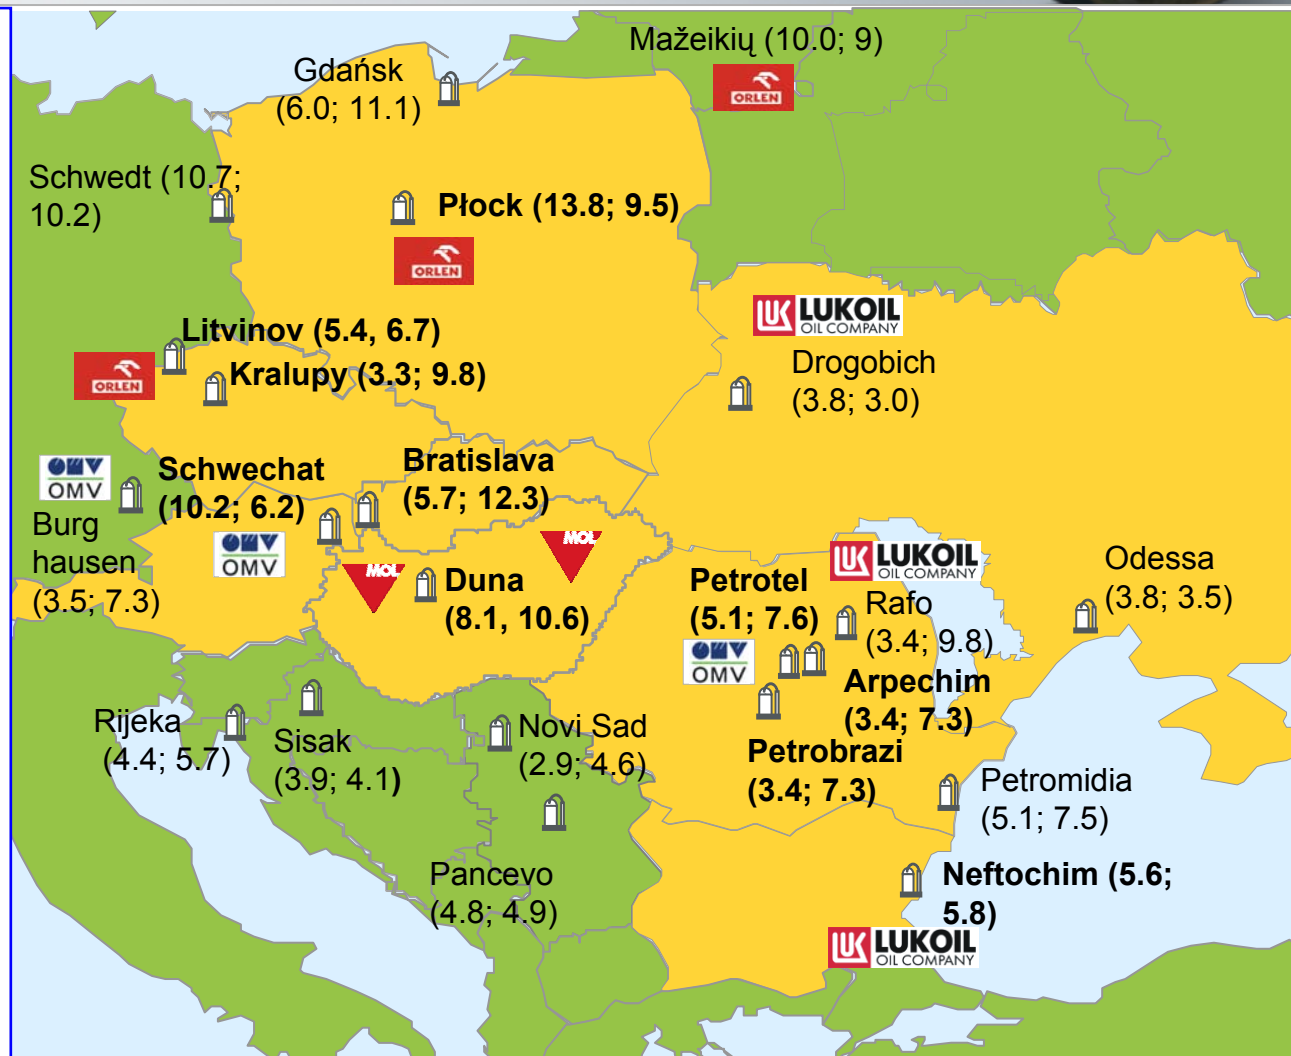 Mažeikių (10.0; 9)
ORLEN
Gdańsk
(6.0; 11.1)
Schwedt (10.7;
10.2)
Płock (13.8; 9.5)
ORLEN
LUK LUKOIL
OIL COMPANY
Drogobich
(3.8; 3.0)
Litvinov (5.4, 6.7)
ORLEN
Kralupy (3.3; 9.8)
OMV
OMV
Schwechat
(10.2; 6.2)
Bratislava
(5.7; 12.3)
Burg
hausen
(3.5; 7.3)
OMV
OMV
MOL
MOL
Duna
(8.1, 10.6)
LUK LUKOIL
OIL COMPANY
Petrotel
(5.1; 7.6)
Rafo
(3.4; 9.8)
Odessa
(3.8; 3.5)
OMV
OMV
Arpechim
(3.4; 7.3)
Rijeka
(4.4; 5.7)
Sisak
(3.9; 4.1)
Novi Sad
(2.9; 4.6)
Petrobrazi
(3.4; 7.3)
Petromidia
(5.1; 7.5)
Pancevo
(4.8; 4.9)
Neftochim (5.6;
5.8)
LUK LUKOIL
OIL COMPANY